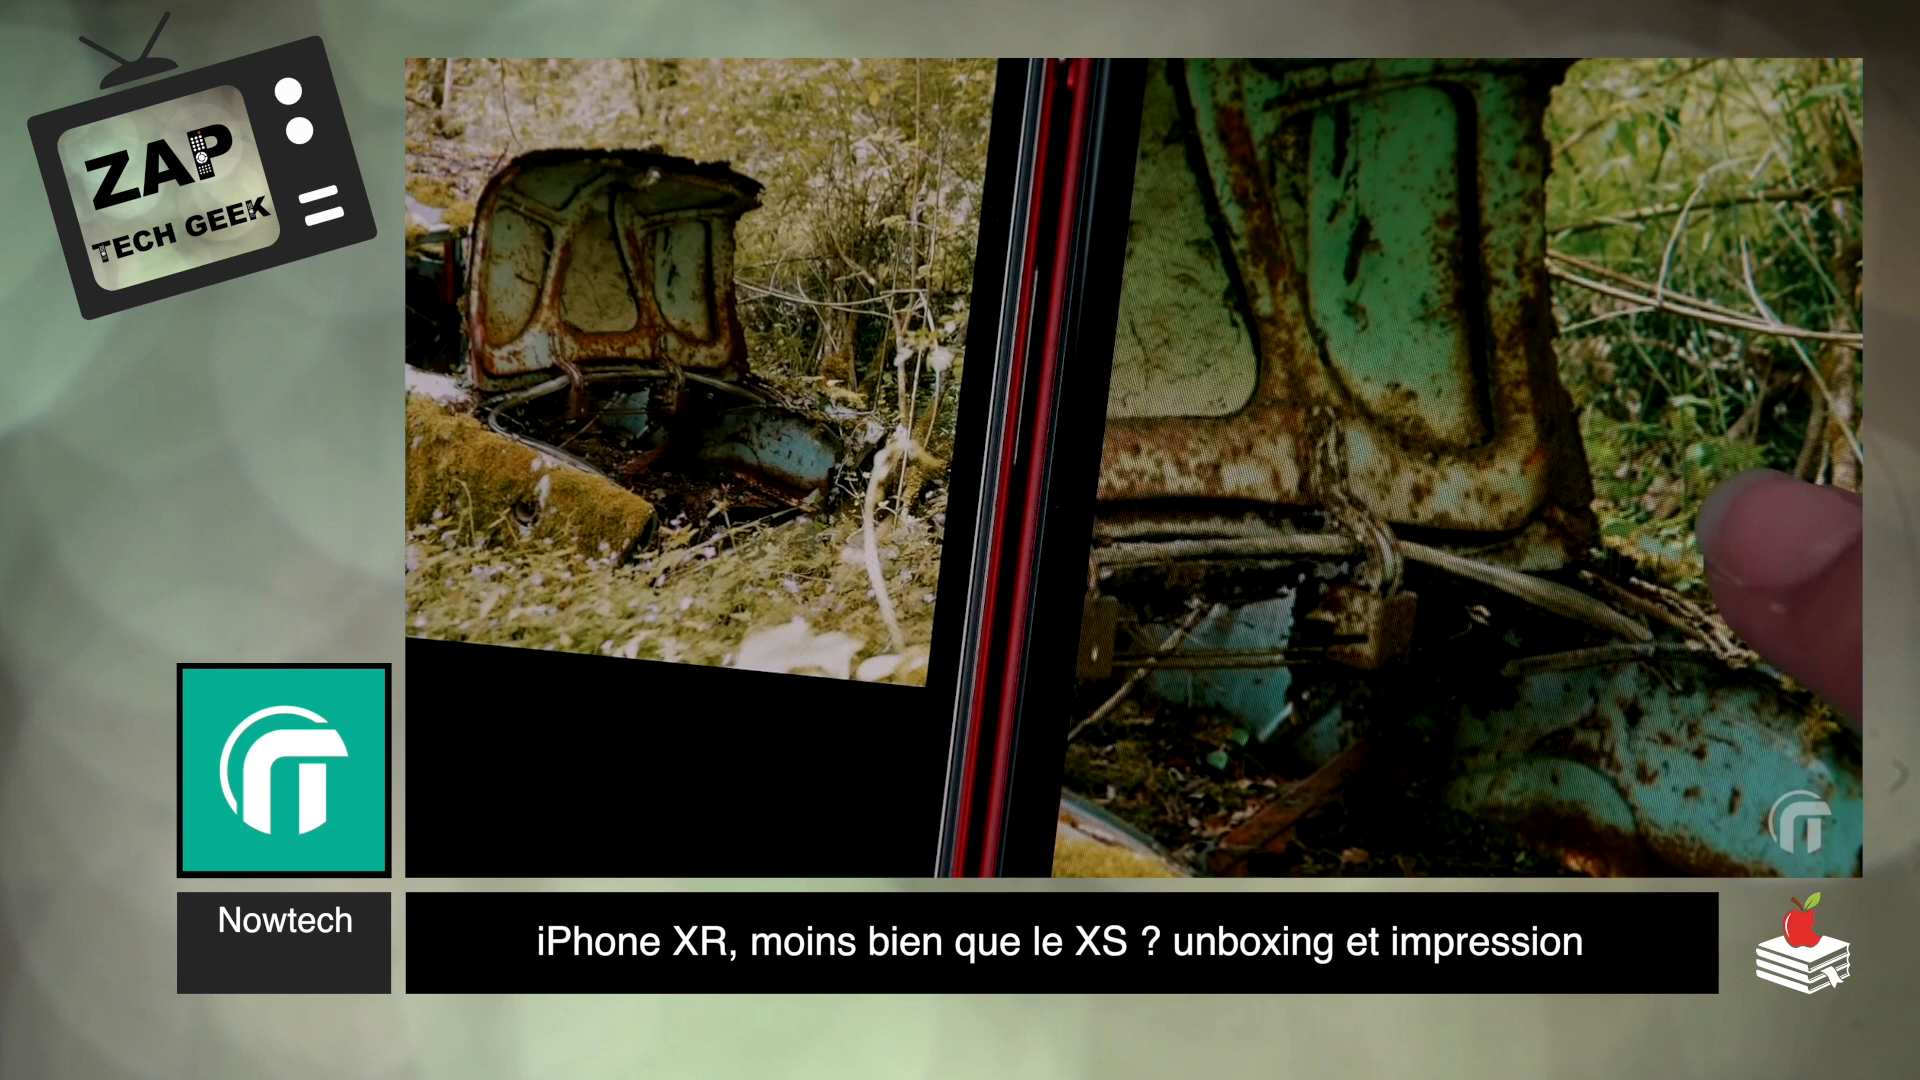 ZAP
TECH GEEK
Nowtech
iPhone XR, moins bien que le XS ? unboxing et impression